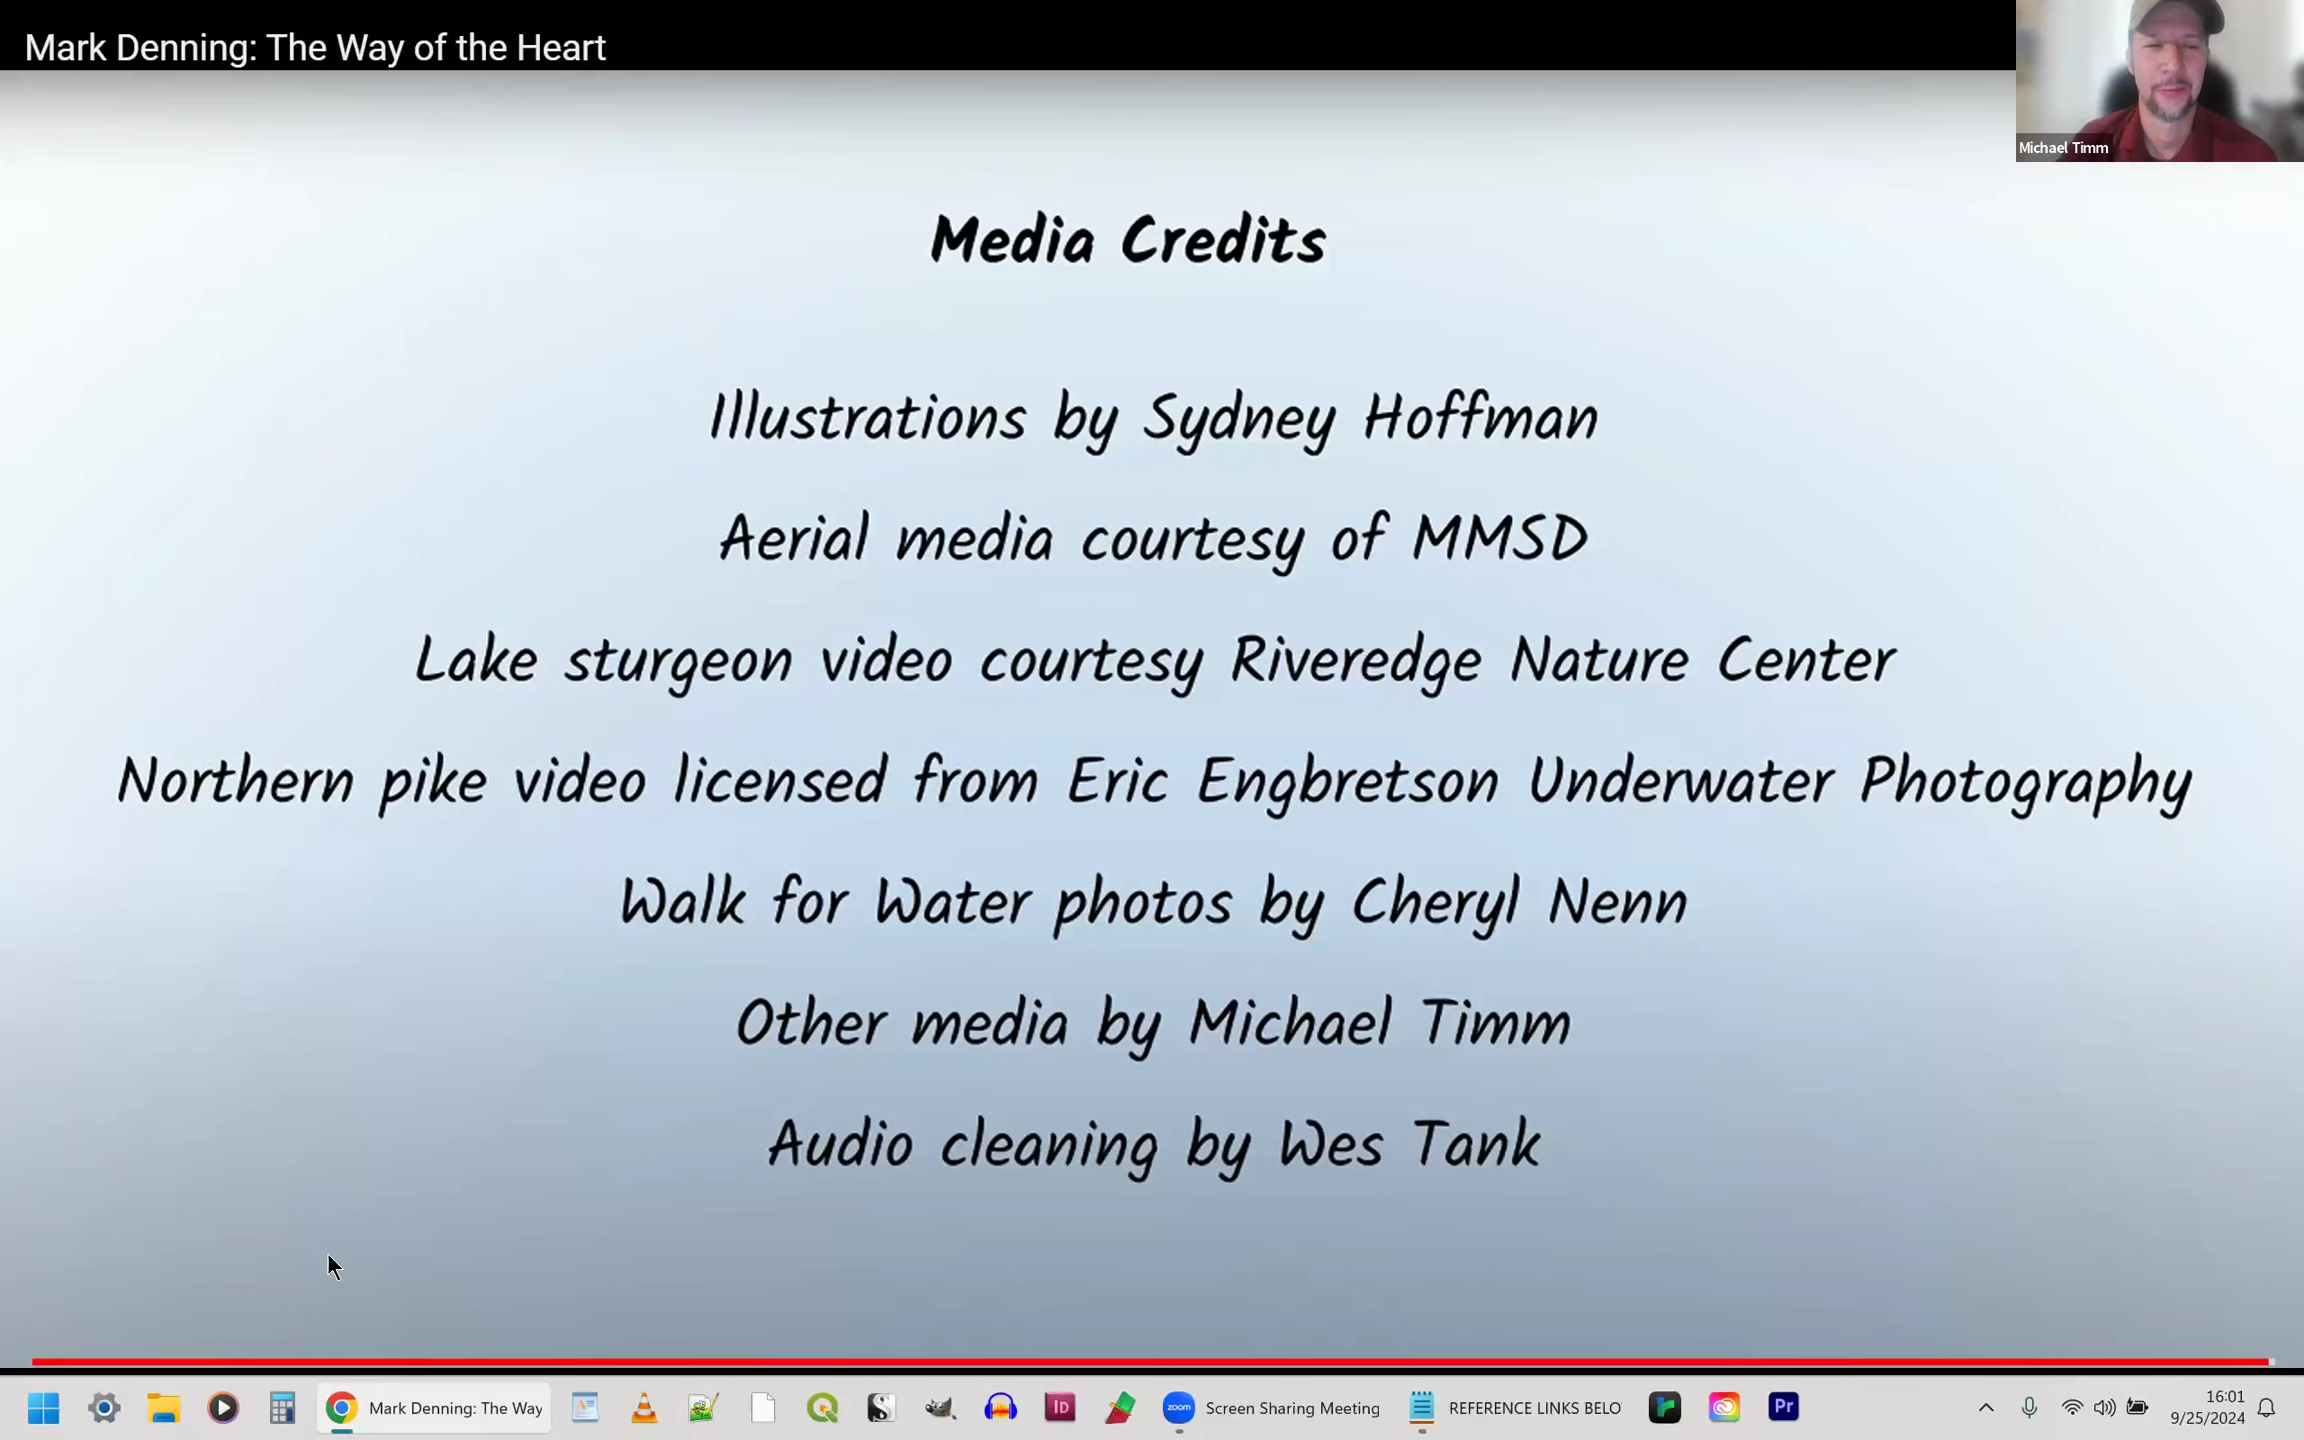 Mark Denning: The Way of the Heart
Michael Timm
Media Credits
Illustrations by Sydney Hoffman
Aerial media courtesy of MMSD
Lake sturgeon video courtesy Riveredge Nature Center
Northern pike video licensed from Eric Engbretson Underwater Photography
Walk for Water photos by Cheryl Nenn
Other media by Michael Timm
Audio cleaning by Wes Tank
Mark Denning: The Way
ID
zoom
Screen Sharing Meeting
REFERENCE LINKS BELO
Pr
16:01
9/25/2024